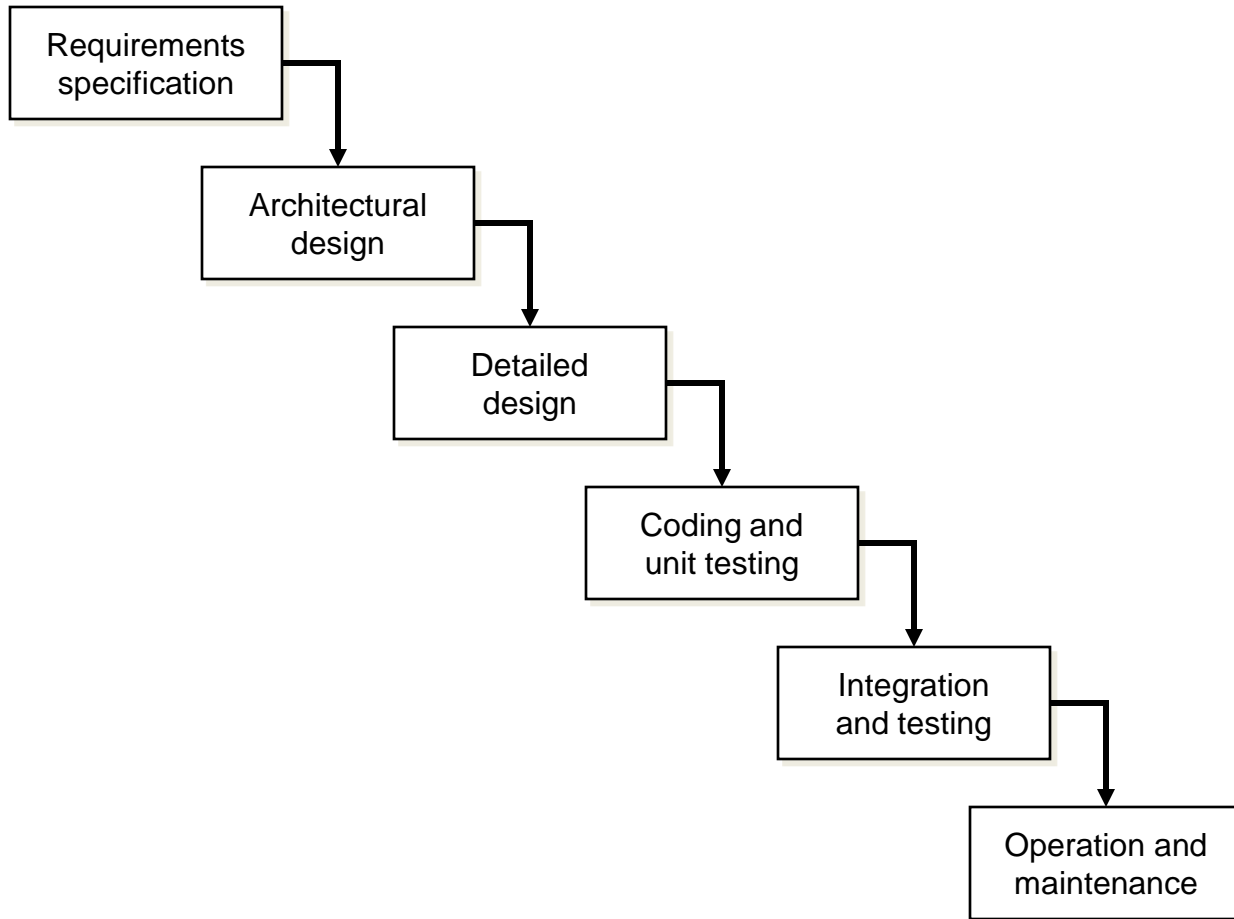 Requirements
specification
Architectural
design
Detailed
design
Coding and
unit testing
Integration
and testing
Operation and
maintenance